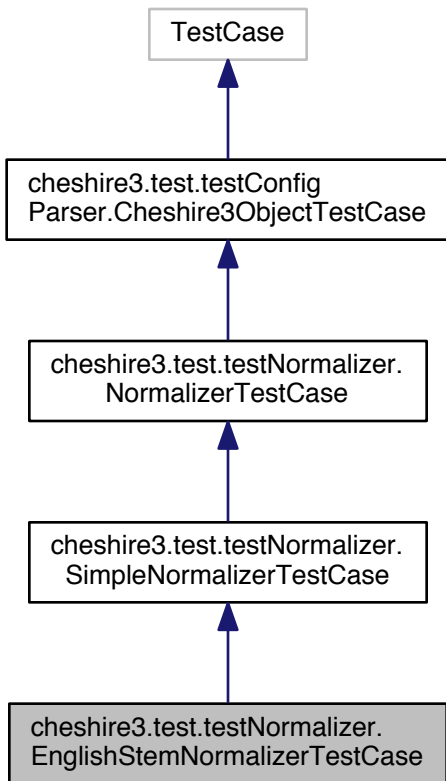 TestCase
cheshire3.test.testConfig
Parser.Cheshire3ObjectTestCase
cheshire3.test.testNormalizer.
NormalizerTestCase
cheshire3.test.testNormalizer.
SimpleNormalizerTestCase
cheshire3.test.testNormalizer.
EnglishStemNormalizerTestCase